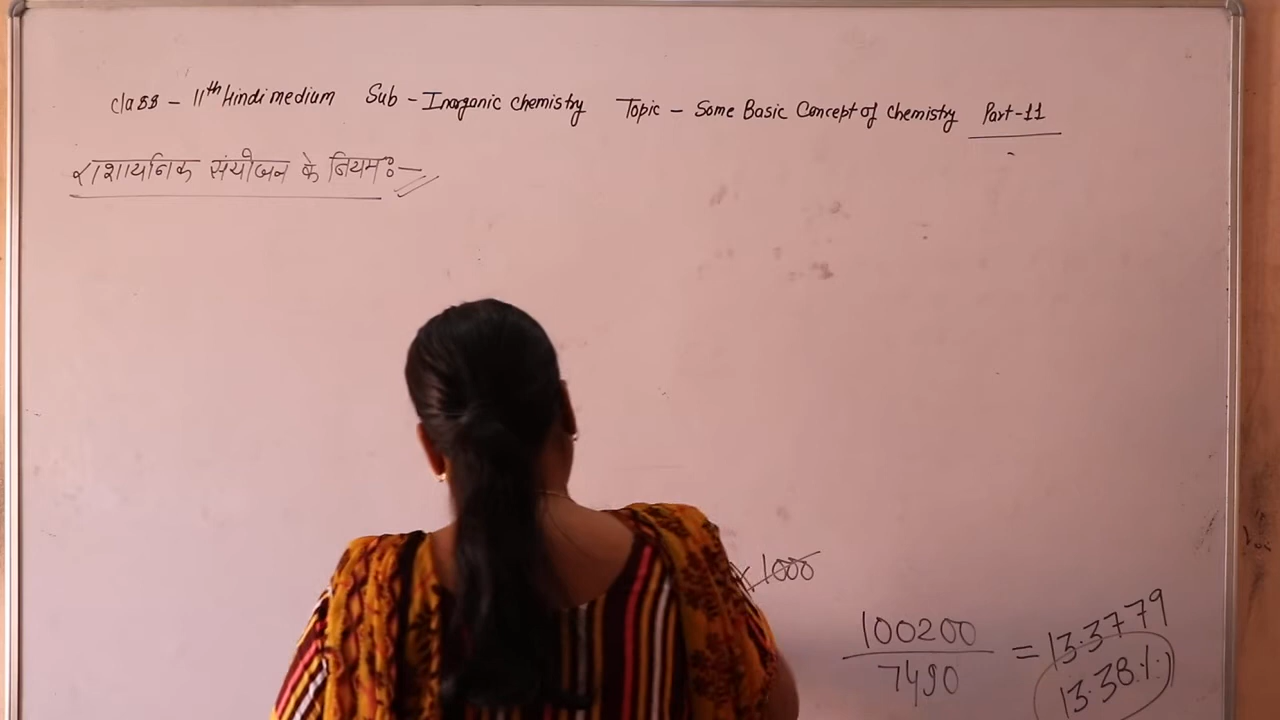 Class - 11th Hindi medium Sub - Inorganic chemistry Topic - Some Basic Concept of chemistry Part-11
राशायनिक संयोजन के नियम:-
x 1000
100200
7490
= 13.3779
13.38%